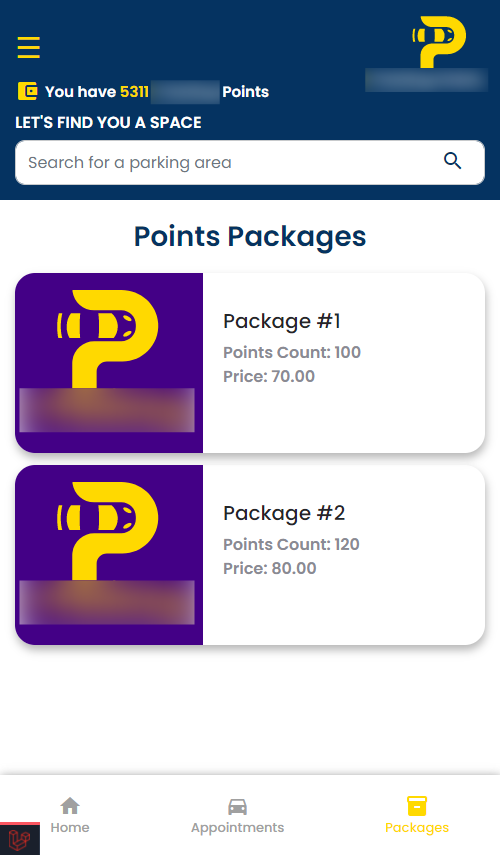 You have 5311 Points
LET'S FIND YOU A SPACE
Search for a parking area
Points Packages
Package #1
Points Count: 100
Price: 70.00
Package #2
Points Count: 120
Price: 80.00
Home
Appointments
Packages